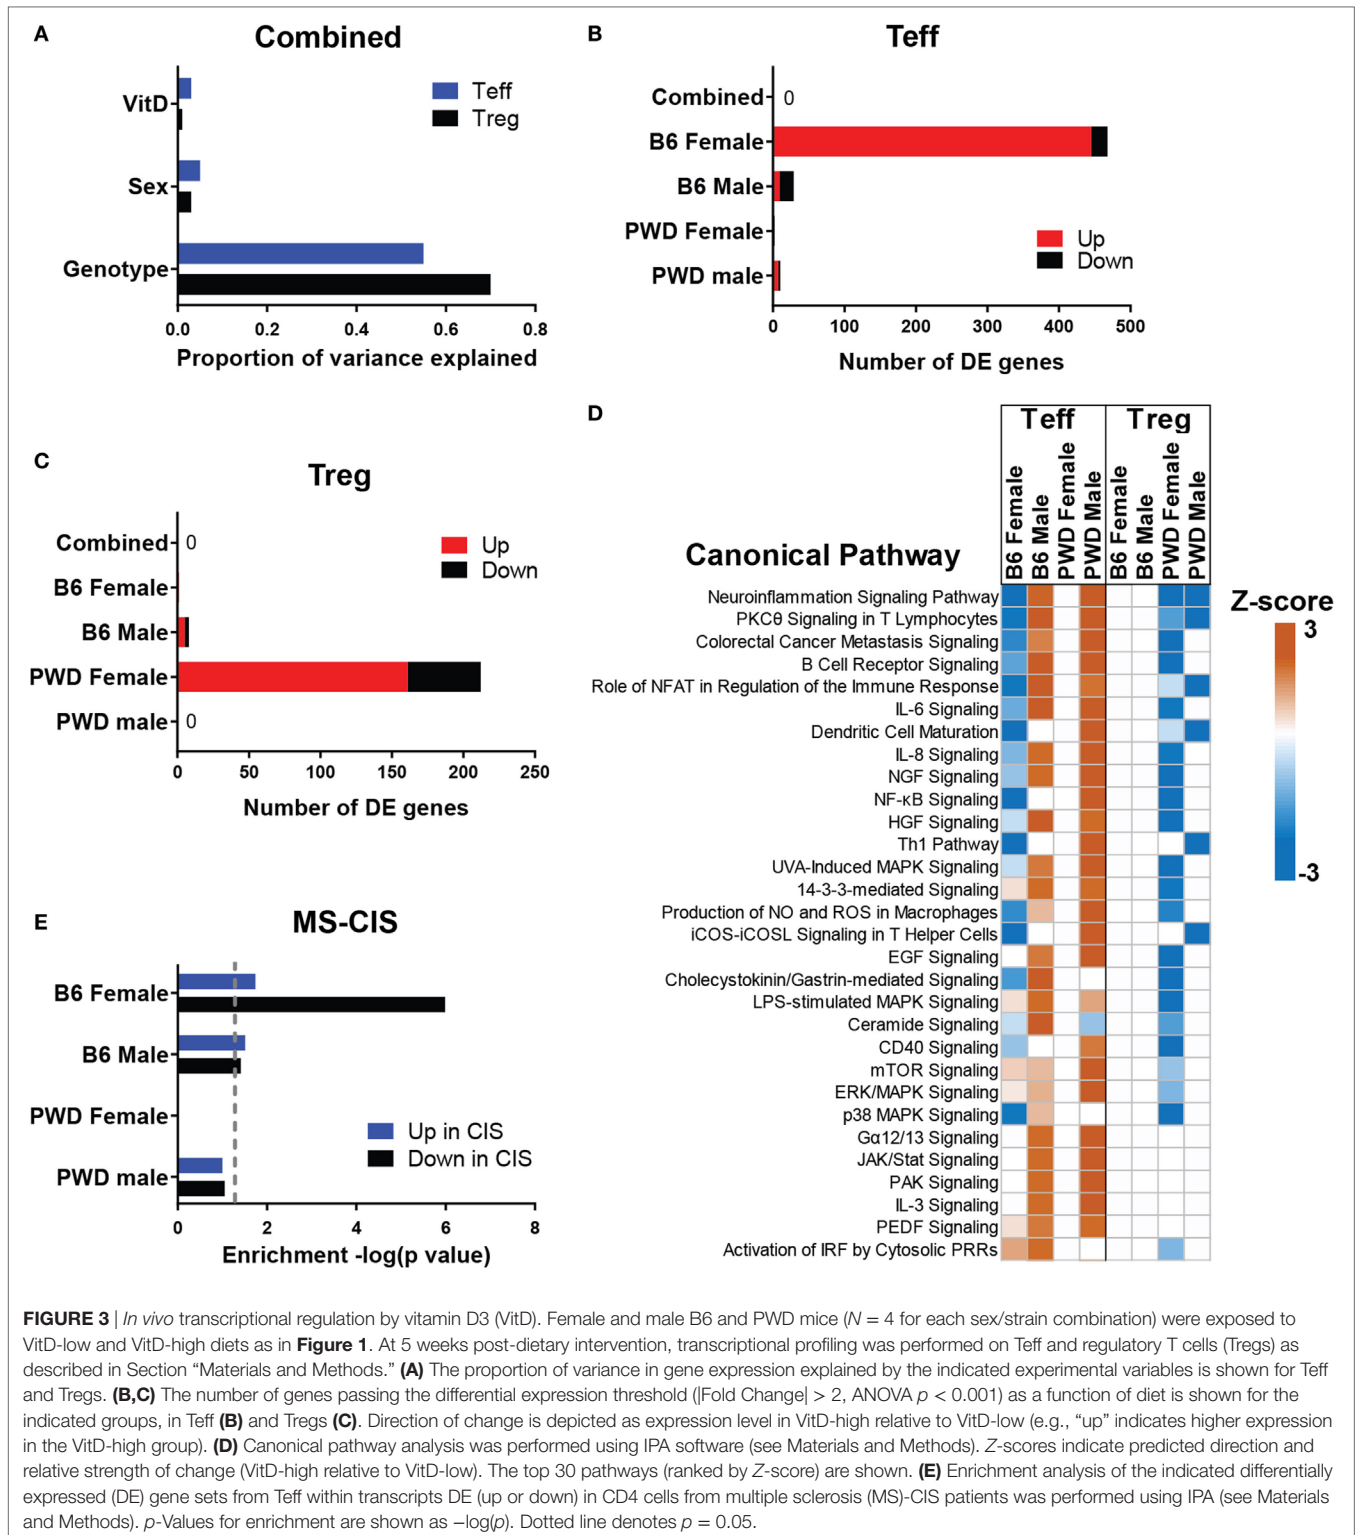 A
Combined
VitD
Sex
Genotype
Teff
Treg
0.0 0.2 0.4 0.6 0.8
Proportion of variance explained
B
Teff
Combined
B6 Female
B6 Male
PWD Female
PWD male
0
Up
Down
0 100 200 300 400 500
Number of DE genes
C
Treg
Combined
B6 Female
B6 Male
PWD Female
PWD male
0
0
Up
Down
0 50 100 150 200 250
Number of DE genes
D
Teff Treg
B6 Female
B6 Male
PWD Female
PWD Male
B6 Female
B6 Male
PWD Female
PWD Male
Canonical Pathway
Neuroinflammation Signaling Pathway
PKCθ Signaling in T Lymphocytes
Colorectal Cancer Metastasis Signaling
B Cell Receptor Signaling
Role of NFAT in Regulation of the Immune Response
IL-6 Signaling
Dendritic Cell Maturation
IL-8 Signaling
NGF Signaling
NF-κB Signaling
HGF Signaling
Th1 Pathway
UVA-Induced MAPK Signaling
14-3-3-mediated Signaling
Production of NO and ROS in Macrophages
iCOS-iCOSL Signaling in T Helper Cells
EGF Signaling
Cholecystokinin/Gastrin-mediated Signaling
LPS-stimulated MAPK Signaling
Ceramide Signaling
CD40 Signaling
mTOR Signaling
ERK/MAPK Signaling
p38 MAPK Signaling
Gα12/13 Signaling
JAK/Stat Signaling
PAK Signaling
IL-3 Signaling
PEDF Signaling
Activation of IRF by Cytosolic PRRs
Z-score
3
-3
E
MS-CIS
B6 Female
B6 Male
PWD Female
PWD male
Up in CIS
Down in CIS
0 2 4 6 8
Enrichment -log(p value)
FIGURE 3 | In vivo transcriptional regulation by vitamin D3 (VitD). Female and male B6 and PWD mice (N = 4 for each sex/strain combination) were exposed to
VitD-low and VitD-high diets as in Figure 1. At 5 weeks post-dietary intervention, transcriptional profiling was performed on Teff and regulatory T cells (Tregs) as
described in Section “Materials and Methods.” (A) The proportion of variance in gene expression explained by the indicated experimental variables is shown for Teff
and Tregs. (B,C) The number of genes passing the differential expression threshold (|Fold Change| > 2, ANOVA p < 0.001) as a function of diet is shown for the
indicated groups, in Teff (B) and Tregs (C). Direction of change is depicted as expression level in VitD-high relative to VitD-low (e.g., “up” indicates higher expression
in the VitD-high group). (D) Canonical pathway analysis was performed using IPA software (see Materials and Methods). Z-scores indicate predicted direction and
relative strength of change (VitD-high relative to VitD-low). The top 30 pathways (ranked by Z-score) are shown. (E) Enrichment analysis of the indicated differentially
expressed (DE) gene sets from Teff within transcripts DE (up or down) in CD4 cells from multiple sclerosis (MS)-CIS patients was performed using IPA (see Materials
and Methods). p-Values for enrichment are shown as −log(p). Dotted line denotes p = 0.05.